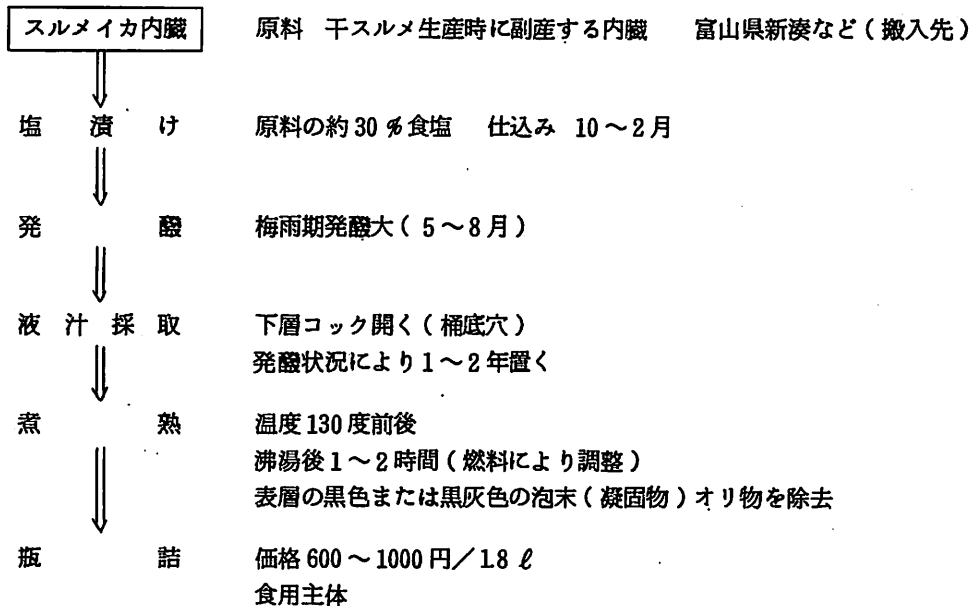 スルメイカ内臓 原料 干スルメ生産時に副産する内臓 富山県新湊など(搬入先)
塩漬け 原料の約30%食塩 仕込み 10~2月
発醱 梅雨期発醱大(5~8月)
液汁採取 下層コック開く(桶底穴)
発醱状況により1~2年置く
煮熟 温度130度前後
沸湯後1~2時間(燃料により調整)
表層の黒色または黒灰色の泡末(凝固物)オリ物を除去
瓶詰 価格600~1000円/1.8ℓ
食用主体